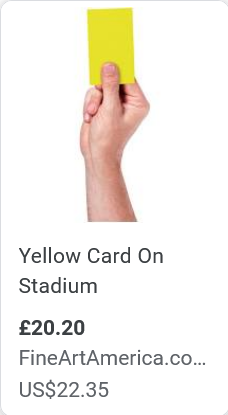 Yellow Card On
Stadium
£20.20
FineArtAmerica.co...
US$22.35